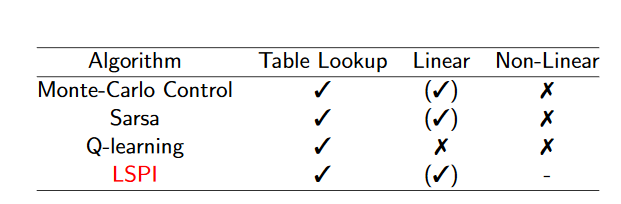 Algorithm Table Lookup Linear Non-Linear
Monte-Carlo Control ✓ (✓) ✗
Sarsa ✓ (✓) ✗
Q-learning ✓ ✗ ✗
LSPI ✓ (✓) -